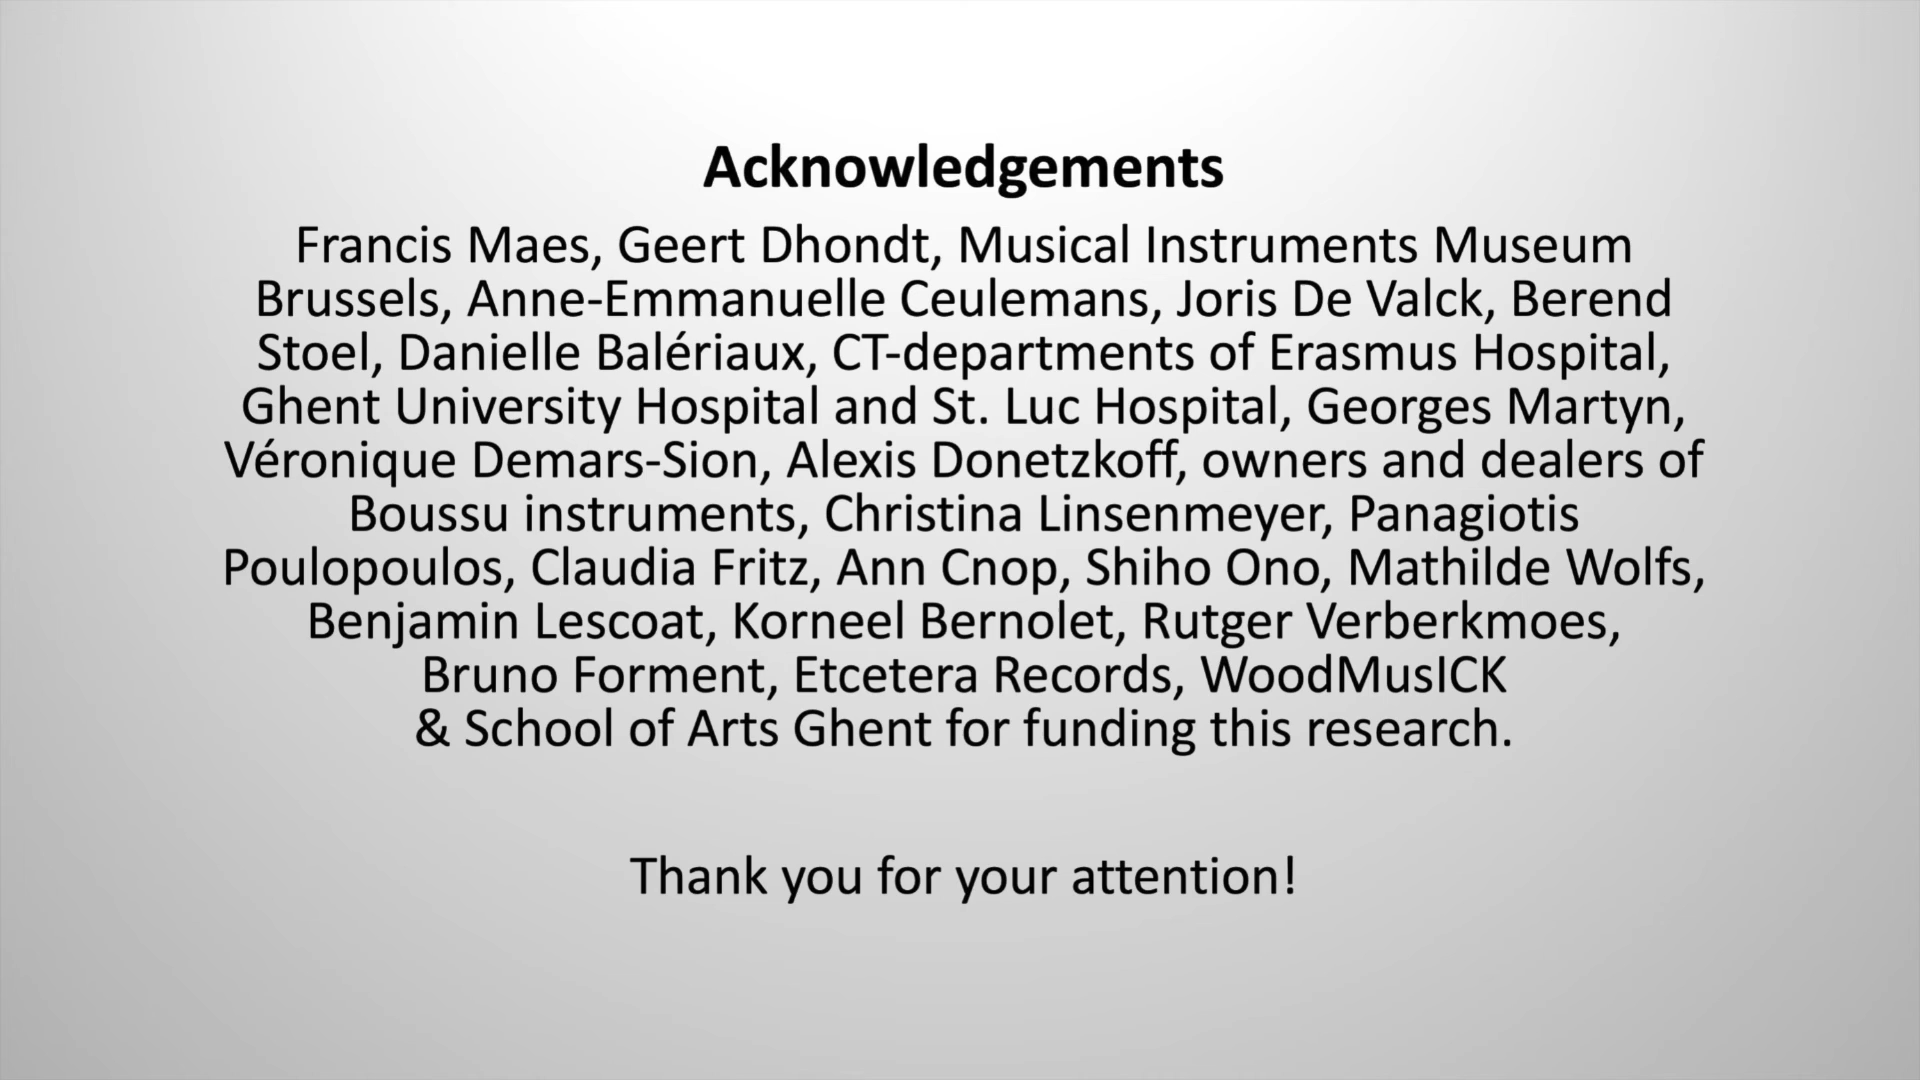 Acknowledgements
Francis Maes, Geert Dhondt, Musical Instruments Museum
Brussels, Anne-Emmanuelle Ceulemans, Joris De Valck, Berend
Stoel, Danielle Balériaux, CT-departments of Erasmus Hospital,
Ghent University Hospital and St. Luc Hospital, Georges Martyn,
Véronique Demars-Sion, Alexis Donetzkoff, owners and dealers of
Boussu instruments, Christina Linsenmeyer, Panagiotis
Poulopoulos, Claudia Fritz, Ann Cnop, Shiho Ono, Mathilde Wolfs,
Benjamin Lescoat, Korneel Bernolet, Rutger Verberkmoes,
Bruno Forment, Etcetera Records, WoodMusICK
& School of Arts Ghent for funding this research.
Thank you for your attention!